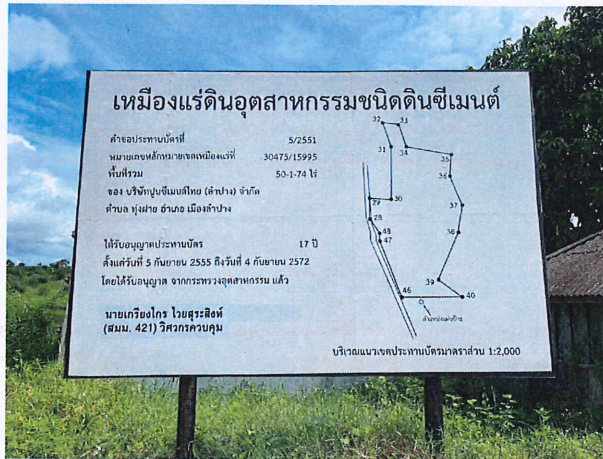 เหมืองแร่ดินอุตสาหกรรมชนิดดินซีเมนต์
คำขอประทานบัตรที่ 5/2551
หมายเลขหลักหมายเขตเหมืองแร่ที่ 30475/15995
พื้นที่รวม 50-1-74 ไร่
ของ บริษัทปูนซีเมนต์ไทย (ลำปาง) จำกัด
ตำบล ทุ่งฝาย อำเภอ เมืองลำปาง
ได้รับอนุญาตประทานบัตร 17 ปี
ตั้งแต่วันที่ 5 กันยายน 2555 ถึงวันที่ 4 กันยายน 2572
โดยได้รับอนุญาต จากกระทรวงอุตสาหกรรม แล้ว
นายเกรียงไกร ไวยสุระสิงห์
(สมม. 421) วิศวกรควบคุม
32 33
31 34
35
36
29 30 37
28
48 38
47
39
46 40
ตำแหน่งแผ่นป้าย
บริเวณแนวเขตประทานบัตรมาตราส่วน 1:2,000